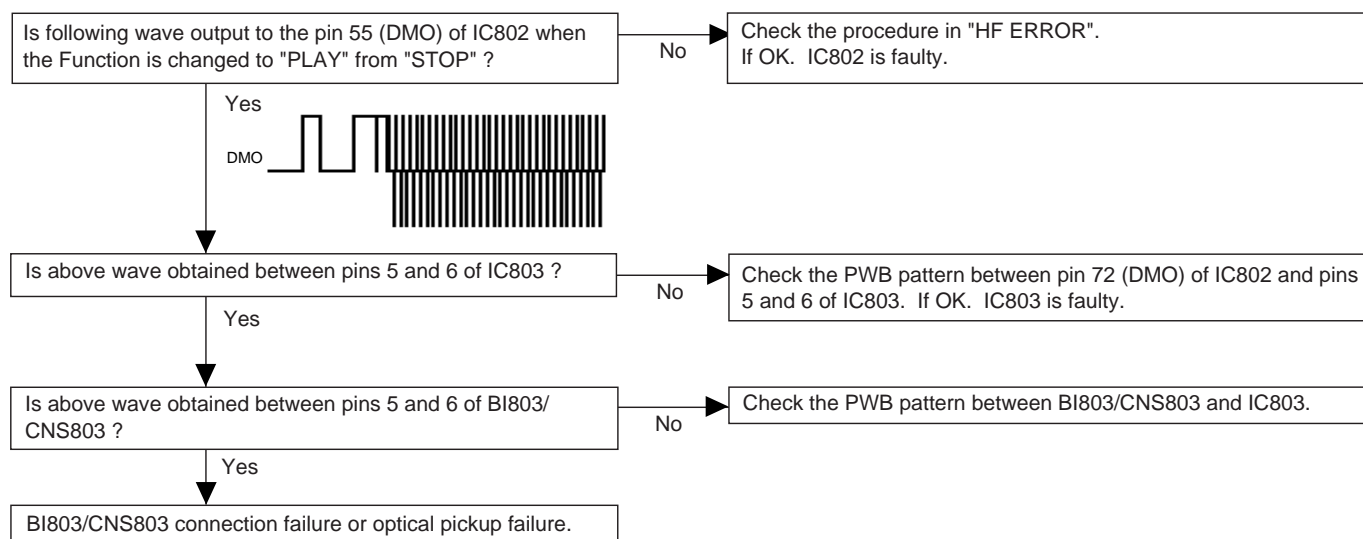 Is following wave output to the pin 55 (DMO) of IC802 when
the Function is changed to "PLAY" from "STOP" ?
No
Check the procedure in "HF ERROR".
If OK.  IC802 is faulty.
Yes
DMO
Is above wave obtained between pins 5 and 6 of IC803 ?
No
Check the PWB pattern between pin 72 (DMO) of IC802 and pins
5 and 6 of IC803.  If OK.  IC803 is faulty.
Yes
Is above wave obtained between pins 5 and 6 of BI803/
CNS803 ?
No
Check the PWB pattern between BI803/CNS803 and IC803.
Yes
BI803/CNS803 connection failure or optical pickup failure.